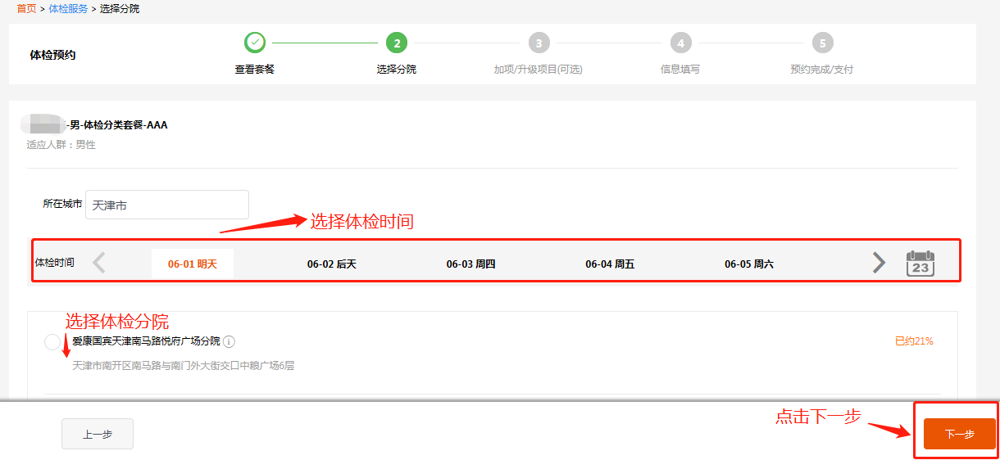 首页 > 体检服务 > 选择分院
体检预约
2 3 4 5
查看套餐 选择分院 加项/升级项目(可选) 信息填写 预约完成/支付
-男-体检分类套餐-AAA
适应人群：男性
所在城市 天津市
选择体检时间
体检时间 06-01 明天 06-02 后天 06-03 周四 06-04 周五 06-05 周六 23
选择体检分院
爱康国宾天津南马路悦府广场分院 i 已约21%
天津市南开区南马路与南门外大街交口中粮广场6层
点击下一步
上一步 下一步